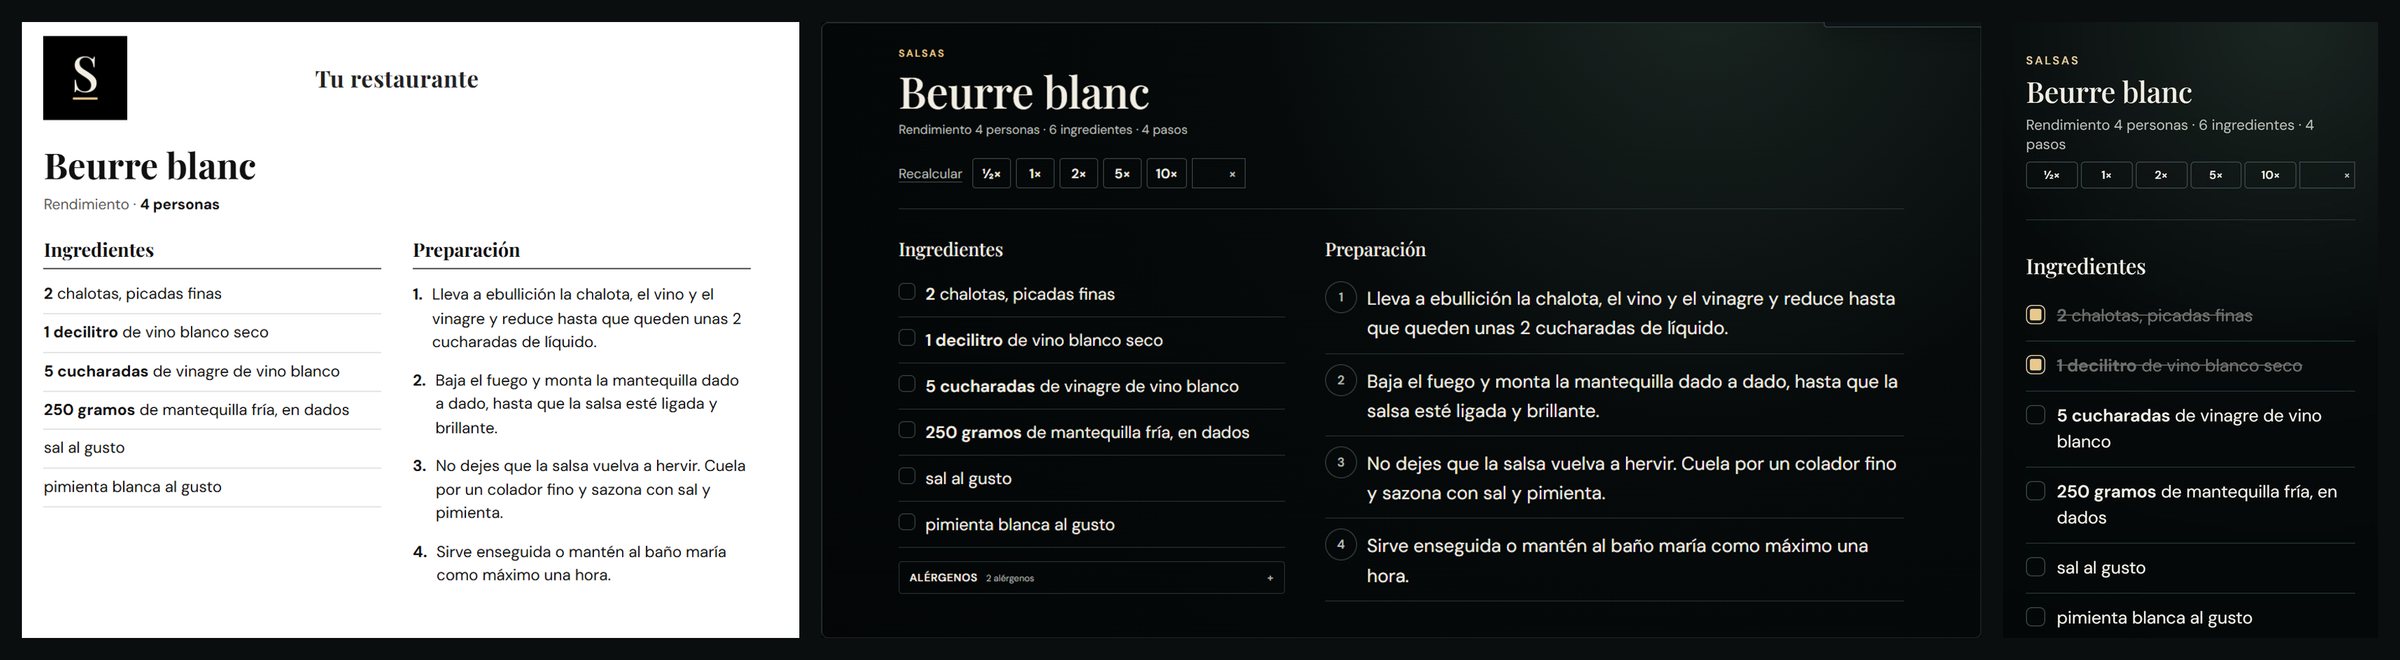 S
Tu restaurante
Beurre blanc
Rendimiento · 4 personas
Ingredientes
2 chalotas, picadas finas
1 decilitro de vino blanco seco
5 cucharadas de vinagre de vino blanco
250 gramos de mantequilla fría, en dados
sal al gusto
pimienta blanca al gusto
Preparación
1. Lleva a ebullición la chalota, el vino y el
vinagre y reduce hasta que queden unas 2
cucharadas de líquido.
2. Baja el fuego y monta la mantequilla dado
a dado, hasta que la salsa esté ligada y
brillante.
3. No dejes que la salsa vuelva a hervir. Cuela
por un colador fino y sazona con sal y
pimienta.
4. Sirve enseguida o mantén al baño maría
como máximo una hora.
SALSAS
Beurre blanc
Rendimiento 4 personas · 6 ingredientes · 4 pasos
Recalcular ½× 1× 2× 5× 10× ×
Ingredientes
2 chalotas, picadas finas
1 decilitro de vino blanco seco
5 cucharadas de vinagre de vino blanco
250 gramos de mantequilla fría, en dados
sal al gusto
pimienta blanca al gusto
ALÉRGENOS 2 alérgenos +
Preparación
1 Lleva a ebullición la chalota, el vino y el vinagre y reduce hasta
que queden unas 2 cucharadas de líquido.
2 Baja el fuego y monta la mantequilla dado a dado, hasta que la
salsa esté ligada y brillante.
3 No dejes que la salsa vuelva a hervir. Cuela por un colador fino
y sazona con sal y pimienta.
4 Sirve enseguida o mantén al baño maría como máximo una
hora.
SALSAS
Beurre blanc
Rendimiento 4 personas · 6 ingredientes · 4
pasos
½× 1× 2× 5× 10× ×
Ingredientes
2 chalotas, picadas finas
1 decilitro de vino blanco seco
5 cucharadas de vinagre de vino
blanco
250 gramos de mantequilla fría, en
dados
sal al gusto
pimienta blanca al gusto